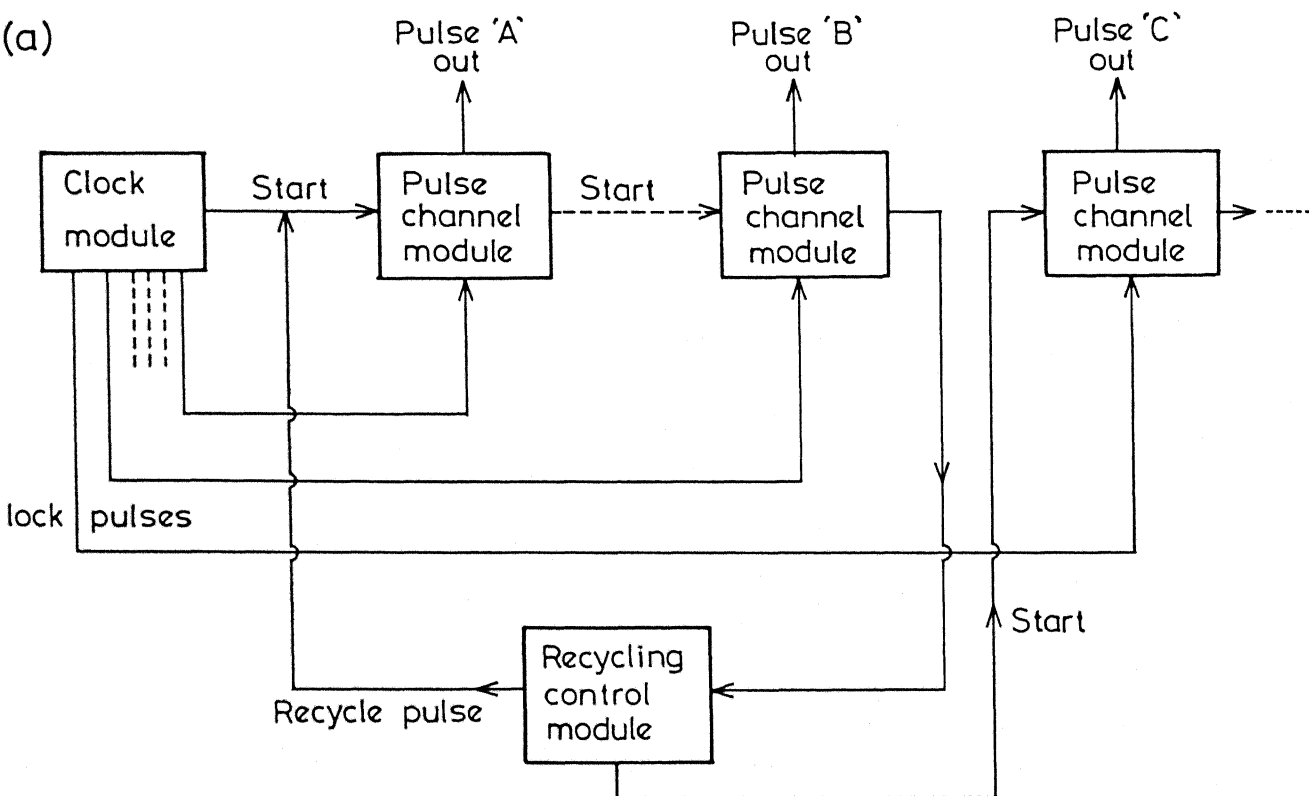 (a)
Pulse 'A'
out
Pulse 'B'
out
Pulse 'C'
out
Clock
module
Start
Pulse
channel
module
Start
Pulse
channel
module
Pulse
channel
module
lock pulses
Start
Recycling
control
module
Recycle pulse